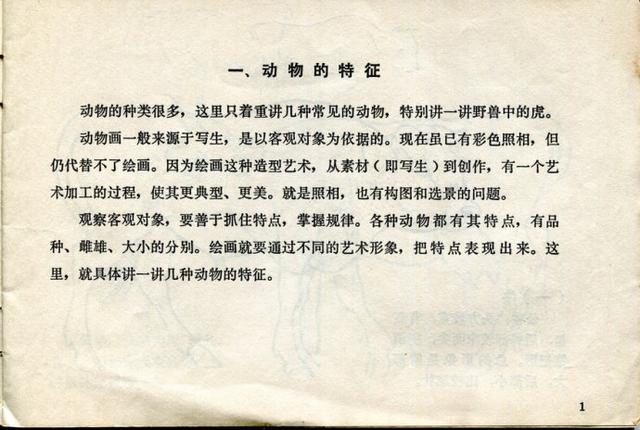 一、动物的特征
动物的种类很多，这里只着重讲几种常见的动物，特别讲一讲野兽中的虎。
动物画一般来源于写生，是以客观对象为依据的。现在虽已有彩色照相，但
仍代替不了绘画。因为绘画这种造型艺术，从素材（即写生）到创作，有一个艺
术加工的过程，使其更典型、更美。就是照相，也有构图和选景的问题。
观察客观对象，要善于抓住特点，掌握规律。各种动物都有其特点，有品
种、雌雄、大小的分别。绘画就要通过不同的艺术形象，把特点表现出来。这
里，就具体讲一讲几种动物的特征。
1